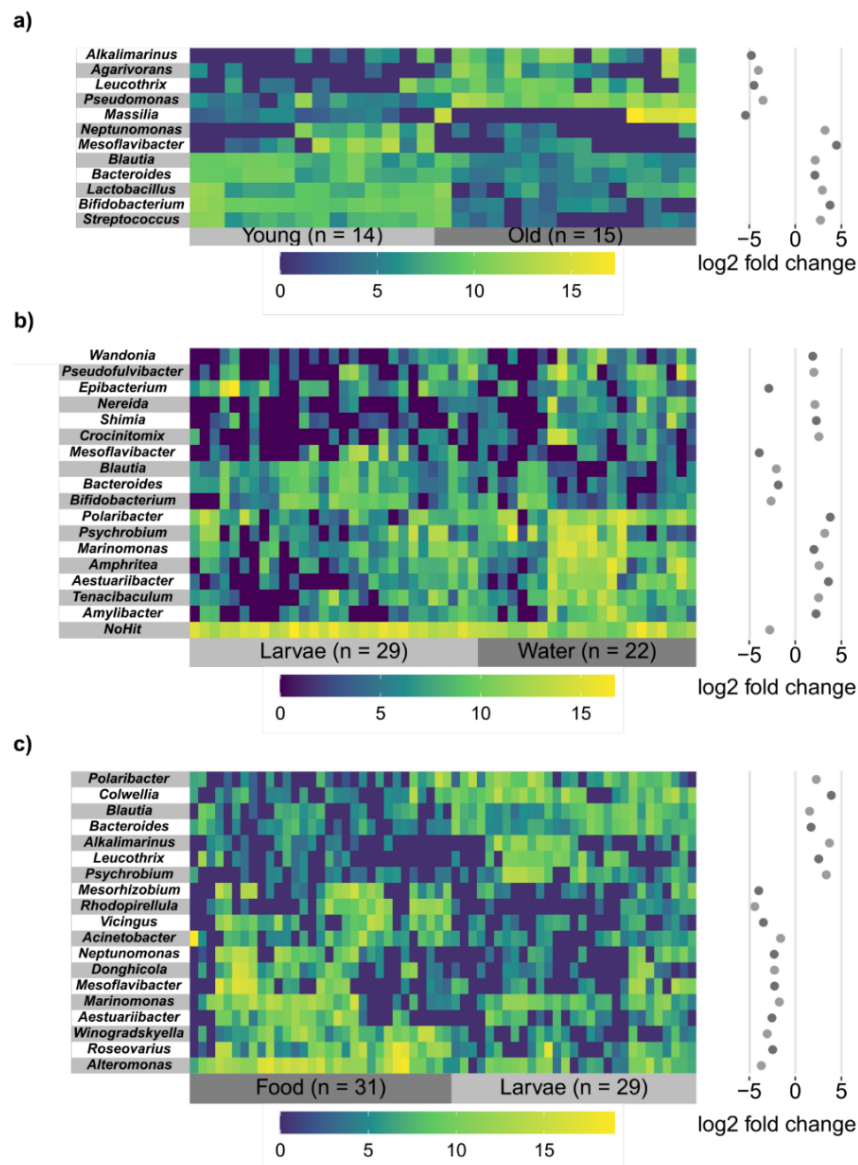 a)
Alkalimarinus
Agarivorans
Leucothrix
Pseudomonas
Massilia
Neptunomonas
Mesoflavibacter
Blautia
Bacteroides
Lactobacillus
Bifidobacterium
Streptococcus
Young (n = 14) Old (n = 15)
0 5 10 15
−5 0 5
log2 fold change
b)
Wandonia
Pseudofulvibacter
Epibacterium
Nereida
Shimia
Crocinitomix
Mesoflavibacter
Blautia
Bacteroides
Bifidobacterium
Polaribacter
Psychrobium
Marinomonas
Amphritea
Aestuariibacter
Tenacibaculum
Amylibacter
NoHit
Larvae (n = 29) Water (n = 22)
0 5 10 15
−5 0 5
log2 fold change
c)
Polaribacter
Colwellia
Blautia
Bacteroides
Alkalimarinus
Leucothrix
Psychrobium
Mesorhizobium
Rhodopirellula
Vicingus
Acinetobacter
Neptunomonas
Donghicola
Mesoflavibacter
Marinomonas
Aestuariibacter
Winogradskyella
Roseovarius
Alteromonas
Food (n = 31) Larvae (n = 29)
0 5 10 15
−5 0 5
log2 fold change